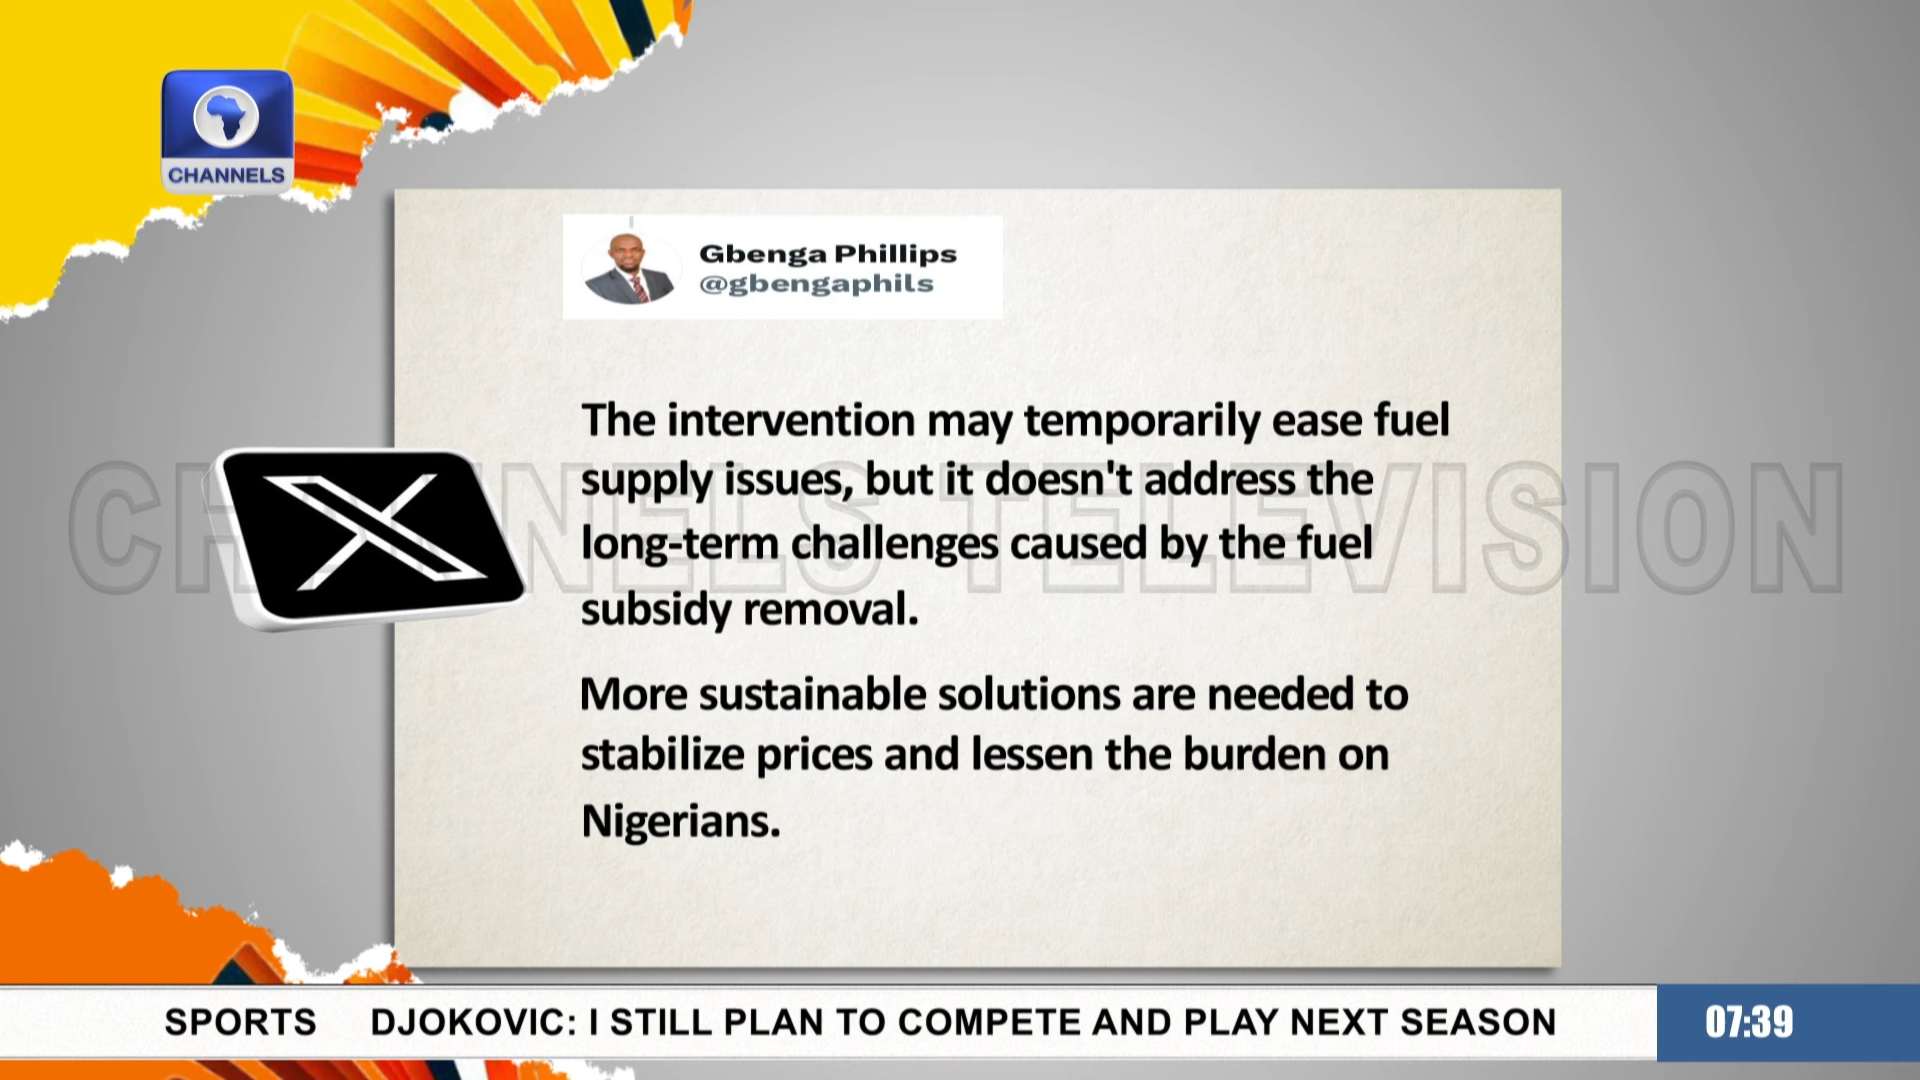 CHANNELS
Gbenga Phillips
@gbengaphils
The intervention may temporarily ease fuel
supply issues, but it doesn't address the
long-term challenges caused by the fuel
subsidy removal.
More sustainable solutions are needed to
stabilize prices and lessen the burden on
Nigerians.
CHANNELS TELEVISION
SPORTS DJOKOVIC: I STILL PLAN TO COMPETE AND PLAY NEXT SEASON
07:39